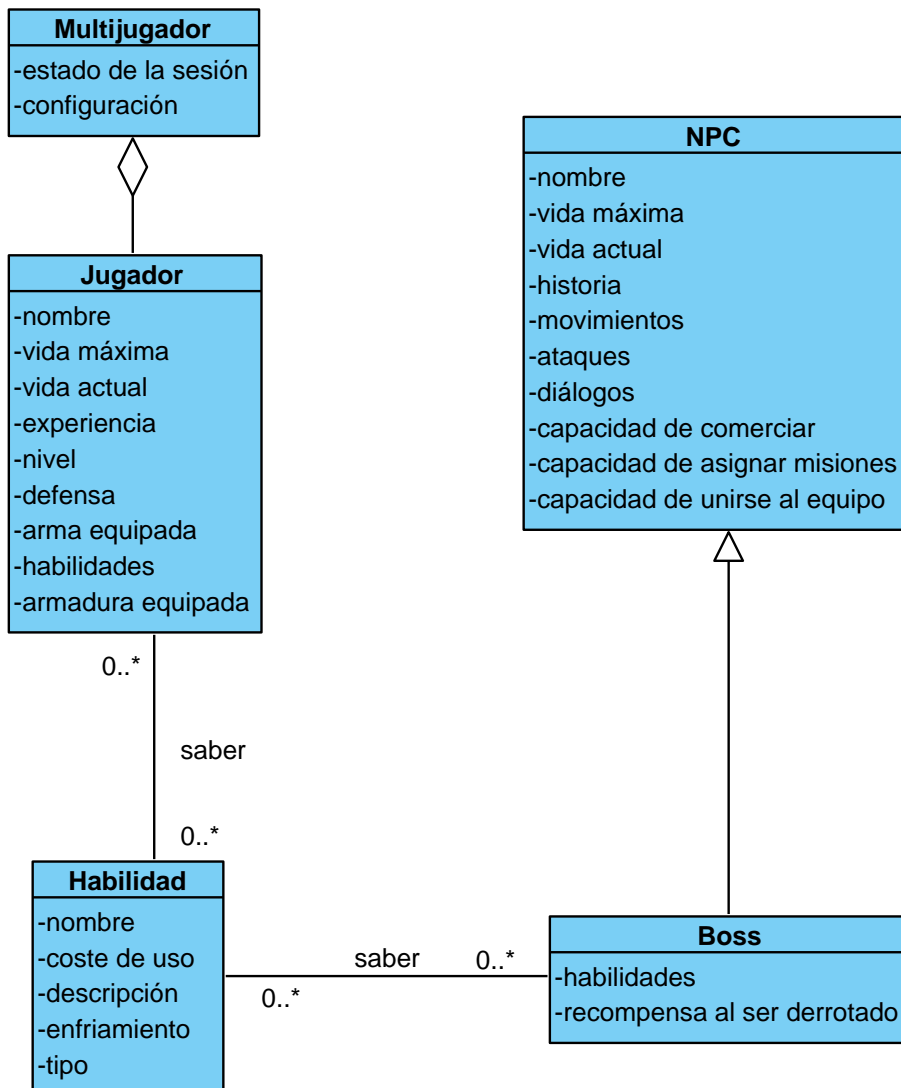 Multijugador
-estado de la sesión
-configuración
NPC
-nombre
-vida máxima
-vida actual
-historia
-movimientos
-ataques
-diálogos
-capacidad de comerciar
-capacidad de asignar misiones
-capacidad de unirse al equipo
Jugador
-nombre
-vida máxima
-vida actual
-experiencia
-nivel
-defensa
-arma equipada
-habilidades
-armadura equipada
0..*
saber
0..*
Habilidad
-nombre
-coste de uso
-descripción
-enfriamiento
-tipo
saber
0..*
0..*
Boss
-habilidades
-recompensa al ser derrotado